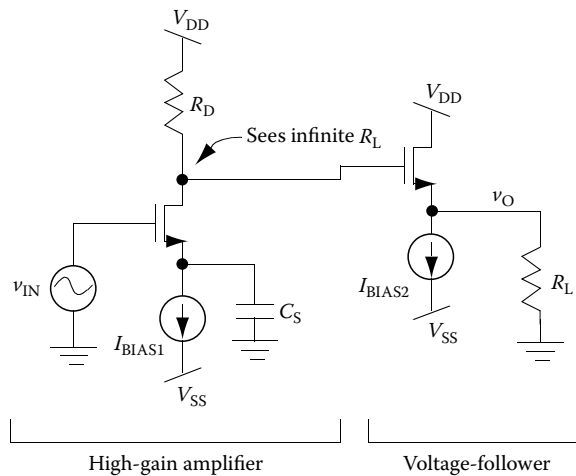 V_DD
R_D
V_DD
Sees infinite R_L
v_O
v_IN
I_BIAS1
C_S
I_BIAS2
R_L
V_SS
V_SS
High-gain amplifier
Voltage-follower